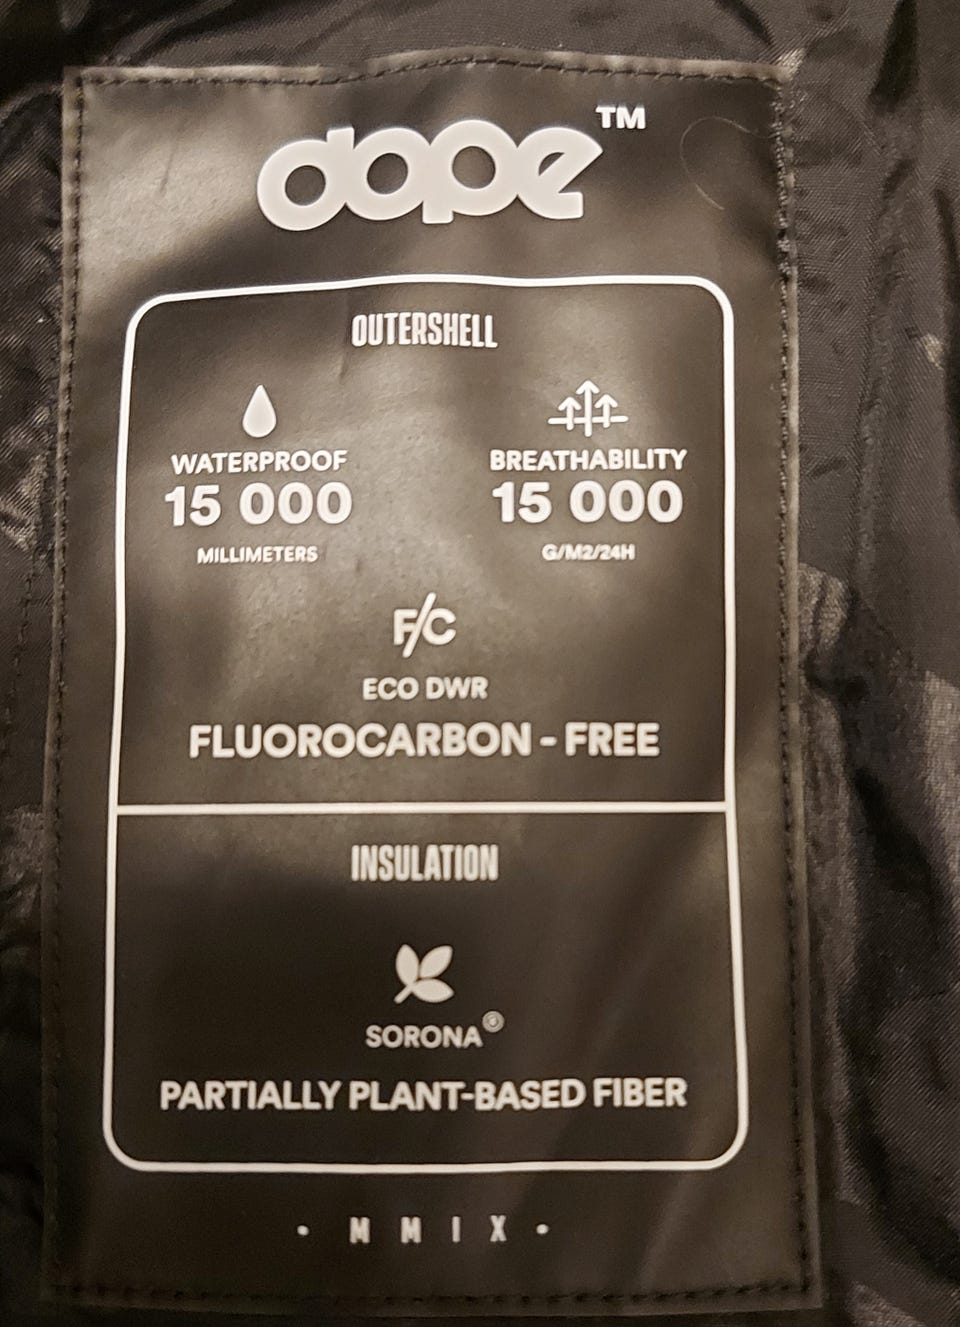 dope™
OUTERSHELL
WATERPROOF
15 000
MILLIMETERS
BREATHABILITY
15 000
G/M2/24H
F/C
ECO DWR
FLUOROCARBON - FREE
INSULATION
SORONA®
PARTIALLY PLANT-BASED FIBER
· M M I X ·